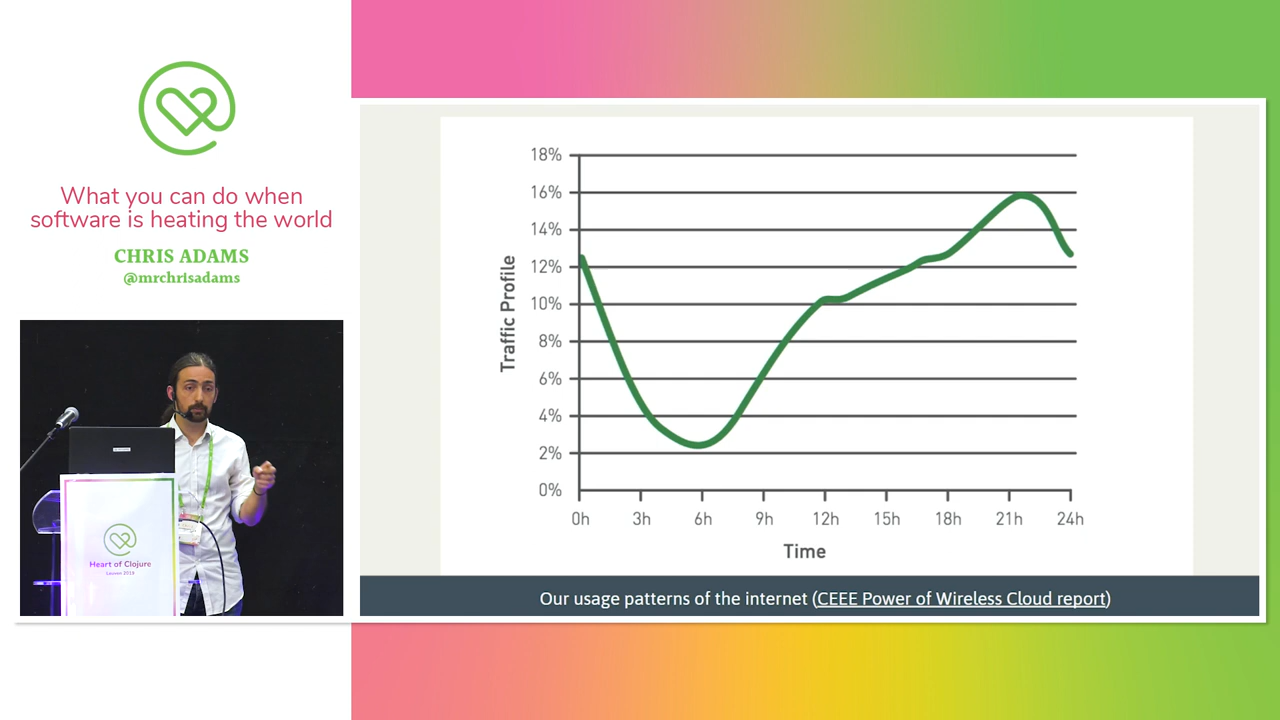 What you can do when
software is heating the world
CHRIS ADAMS
@mrchrisadams
Heart of Clojure
Leuven 2019
18%
16%
14%
12%
10%
8%
6%
4%
2%
0%
Traffic Profile
0h 3h 6h 9h 12h 15h 18h 21h 24h
Time
Our usage patterns of the internet (CEEE Power of Wireless Cloud report)